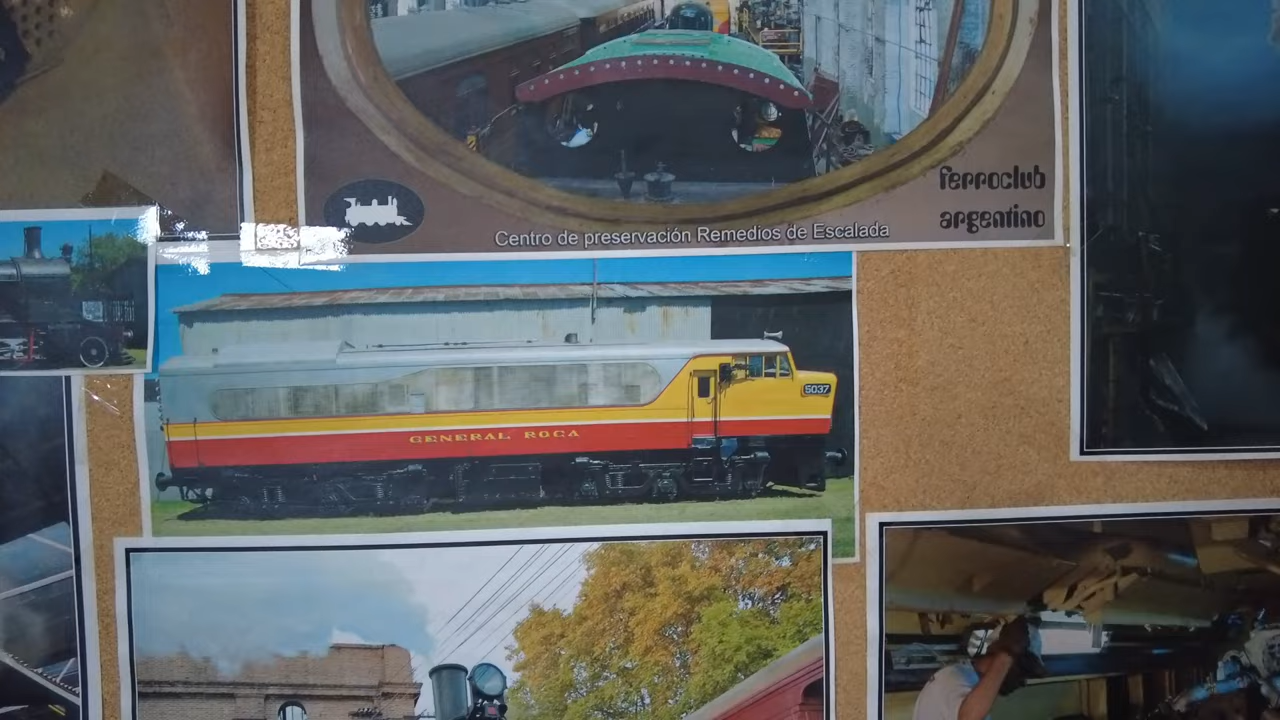 ferroclub
argentino
Centro de preservación Remedios de Escalada
5037
GENERAL ROCA